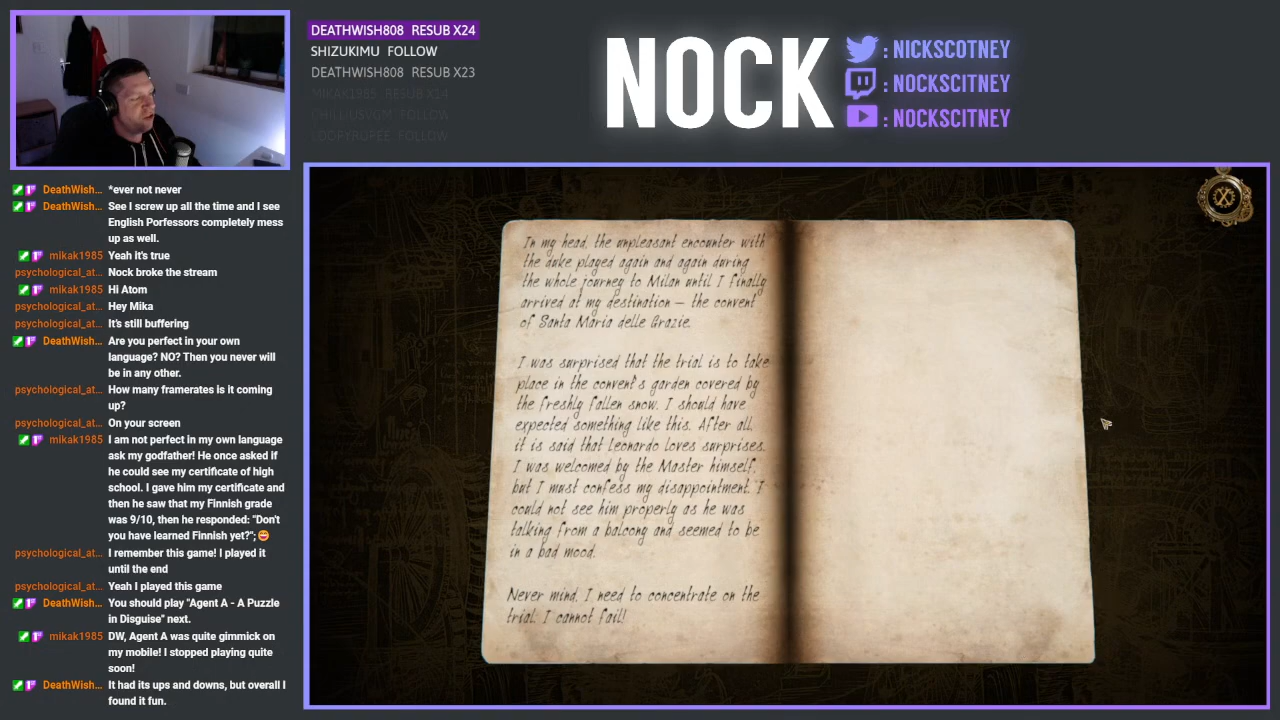 DEATHWISH808 RESUB X24
SHIZUKIMU FOLLOW
DEATHWISH808 RESUB X23
MIKAK1985 RESUB X14
FOLLOW
FOLLOW
NOCK
: NICKSCOTNEY
: NOCKSCITNEY
: NOCKSCITNEY
DeathWish... *ever not never
DeathWish... See I screw up all the time and I see
English Porfessors completely mess
up as well.
mikak1985 Yeah it's true
psychological_at... Nock broke the stream
mikak1985 Hi Atom
psychological_at... Hey Mika
psychological_at... It's still buffering
DeathWish... Are you perfect in your own
language? NO? Then you never will
be in any other.
psychological_at... How many framerates is it coming
up?
psychological_at... On your screen
mikak1985 I am not perfect in my own language
ask my godfather! He once asked if
he could see my certificate of high
school. I gave him my certificate and
then he saw that my Finnish grade
was 9/10, then he responded: "Don't
you have learned Finnish yet?";
psychological_at... I remember this game! I played it
until the end
psychological_at... Yeah I played this game
DeathWish... You should play "Agent A - A Puzzle
in Disguise" next.
mikak1985 DW, Agent A was quite gimmick on
my mobile! I stopped playing quite
soon!
DeathWish... It had its ups and downs, but overall I
found it fun.
In my head, the unpleasant encounter with
the duke played again and again during
the whole journey to Milan until I finally
arrived at my destination – the convent
of Santa Maria delle Grazie.
I was surprised that the trial is to take
place in the convent's garden covered by
the freshly fallen snow. I should have
expected something like this. After all,
it is said that Leonardo loves surprises.
I was welcomed by the Master himself,
but I must confess my disappointment. I
could not see him properly as he was
talking from a balcony and seemed to be
in a bad mood.
Never mind, I need to concentrate on the
trial. I cannot fail!